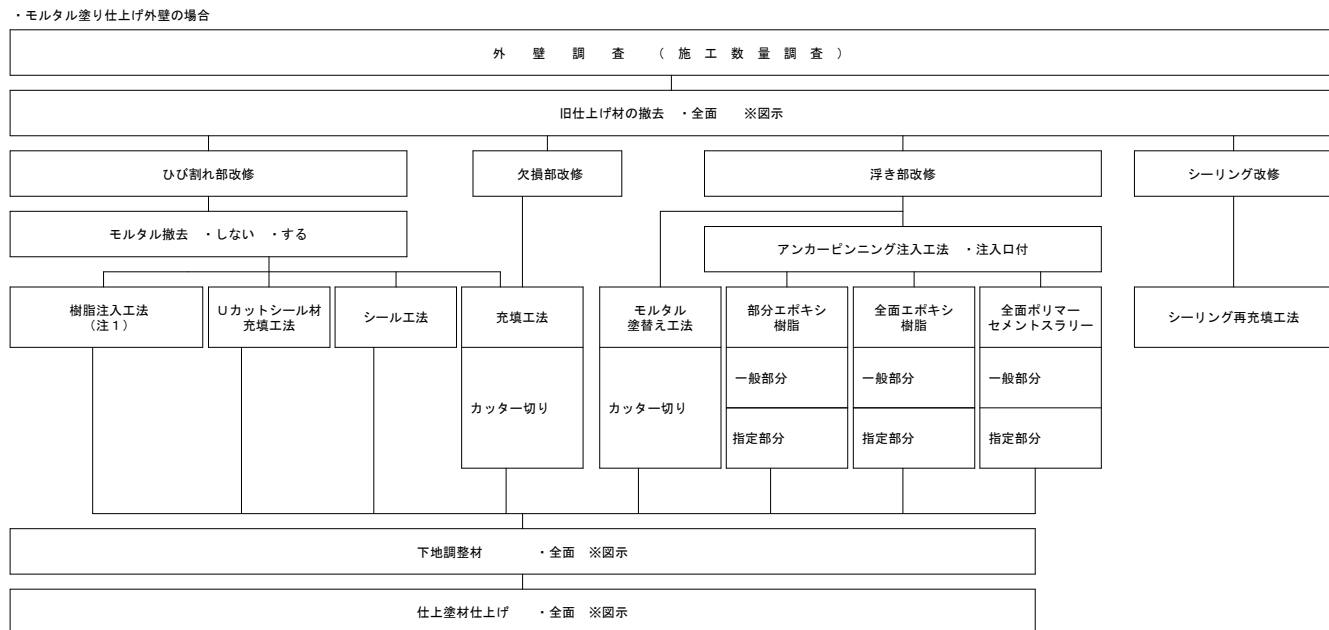 ・モルタル塗り仕上げ外壁の場合
外　壁　調　査　（　施　工　数　量　調　査　）
旧仕上げ材の撤去　・全面　　※図示
ひび割れ部改修
欠損部改修
浮き部改修
シーリング改修
モルタル撤去　・しない　・する
アンカーピンニング注入工法　・注入口付
樹脂注入工法
（注１）
Ｕカットシール材
充填工法
シール工法
充填工法
モルタル
塗替え工法
部分エポキシ
樹脂
全面エポキシ
樹脂
全面ポリマー
セメントスラリー
シーリング再充填工法
カッター切り
カッター切り
一般部分
一般部分
一般部分
指定部分
指定部分
指定部分
下地調整材　　　　・全面　※図示
仕上塗材仕上げ　　・全面　※図示